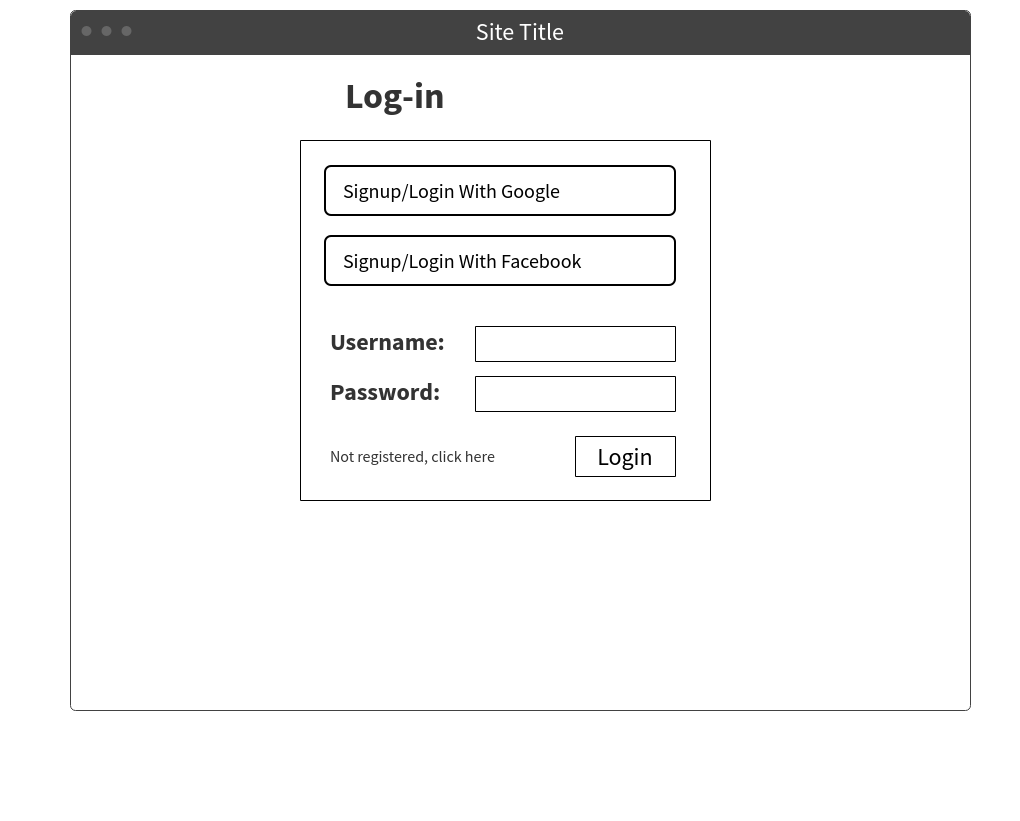 Site Title
Log-in
Signup/Login With Google
Signup/Login With Facebook
Username:
Password:
Not registered, click here
Login